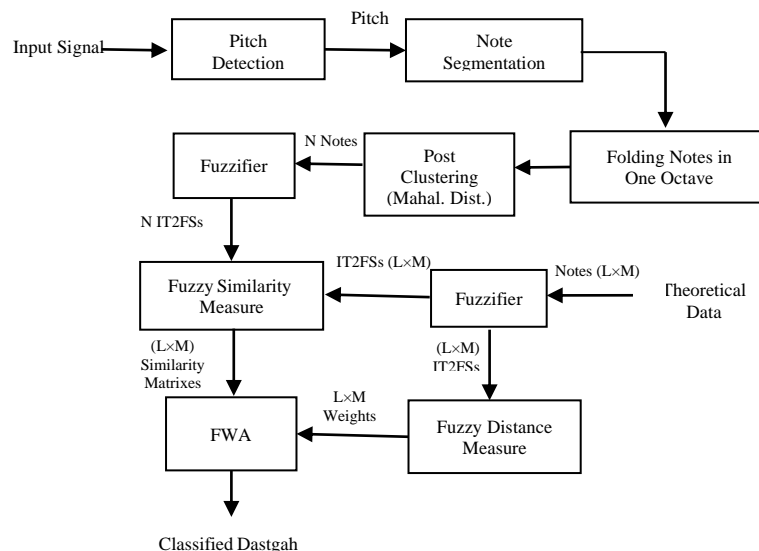 Pitch
Input Signal
Pitch
Detection
Note
Segmentation
N Notes
Fuzzifier
Post
Clustering
(Mahal. Dist.)
Folding Notes in
One Octave
N IT2FSs
IT2FSs (L×M)
Notes (L×M)
Fuzzy Similarity
Measure
Fuzzifier
Theoretical
Data
(L×M)
Similarity
Matrixes
(L×M)
IT2FSs
L×M
Weights
FWA
Fuzzy Distance
Measure
Classified Dastgah